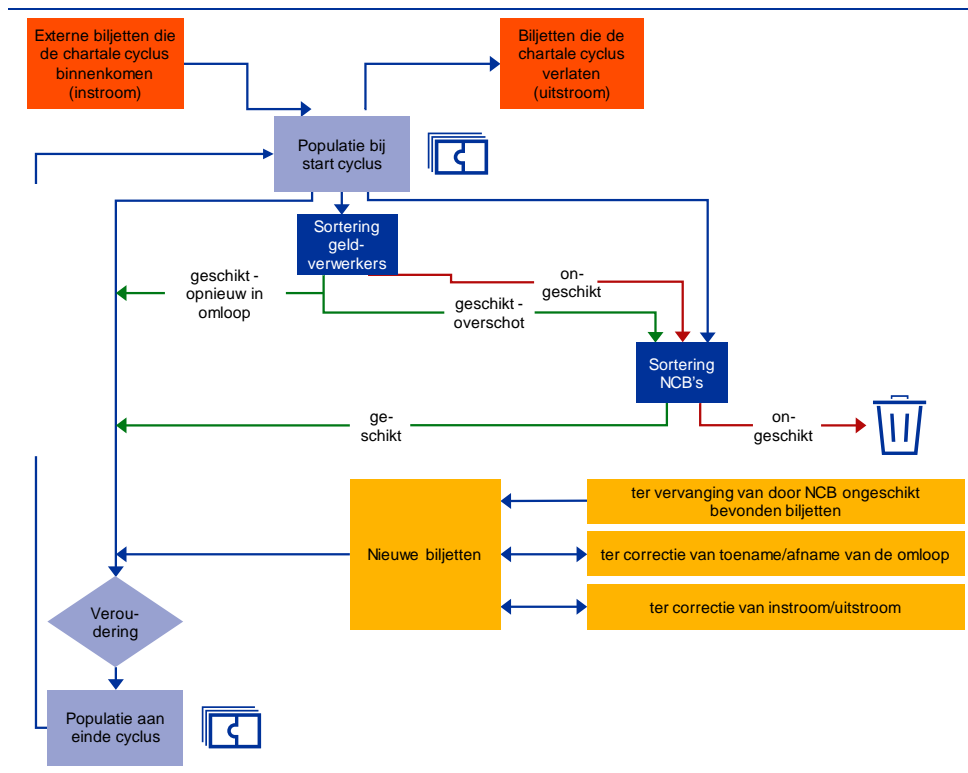 Externe biljetten die
de chartale cyclus
binnenkomen
(instroom)
Biljetten die de
chartale cyclus
verlaten
(uitstroom)
Populatie bij
start cyclus
Sortering
geld-
verwerkers
geschikt -
opnieuw in
omloop
on-
geschikt
geschikt -
overschot
Sortering
NCB's
ge-
schikt
on-
geschikt
Nieuwe biljetten
ter vervanging van door NCB ongeschikt
bevonden biljetten
ter correctie van toename/afname van de omloop
ter correctie van instroom/uitstroom
Verou-
dering
Populatie aan
einde cyclus